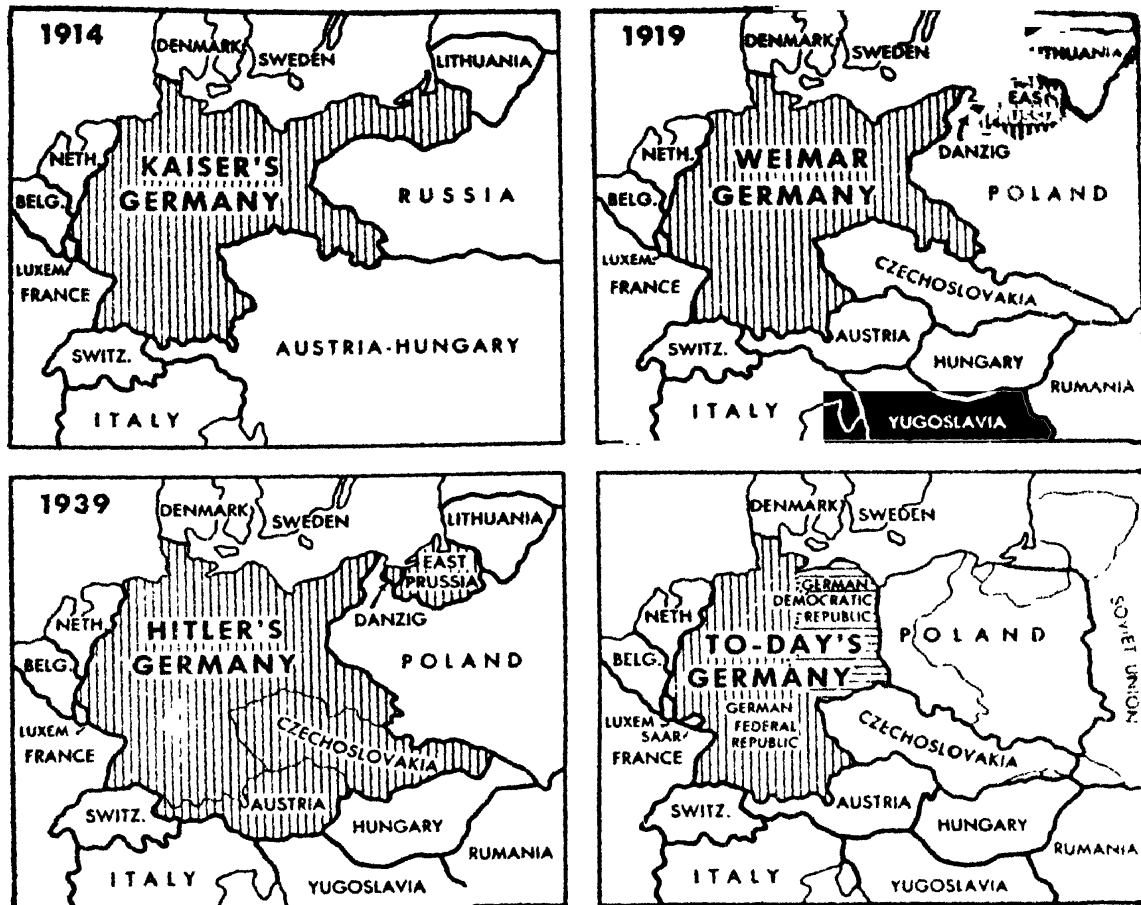 1914
DENMARK
SWEDEN
LITHUANIA
NETH.
KAISER'S
GERMANY
BELG.
RUSSIA
LUXEM.
FRANCE
SWITZ.
AUSTRIA-HUNGARY
ITALY
1919
DENMARK
SWEDEN
THUANIA
EAST
DANZIG
NETH.
WEIMAR
GERMANY
BELG.
POLAND
LUXEM.
FRANCE
CZECHOSLOVAKIA
SWITZ.
AUSTRIA
HUNGARY
RUMANIA
ITALY
YUGOSLAVIA
1939
DENMARK
SWEDEN
LITHUANIA
EAST
PRUSSIA
DANZIG
NETH.
HITLER'S
GERMANY
BELG.
POLAND
LUXEM
FRANCE
CZECHOSLOVAKIA
SWITZ.
AUSTRIA
HUNGARY
RUMANIA
ITALY
YUGOSLAVIA
DENMARK
SWEDEN
GERMAN
DEMOCRATIC
REPUBLIC
NETH.
TO-DAY'S
GERMANY
POLAND
SOVIET UNION
BELG.
GERMAN
FEDERAL
REPUBLIC
LUXEM
SAAR
FRANCE
CZECHOSLOVAKIA
SWITZ.
AUSTRIA
HUNGARY
RUMANIA
ITALY
YUGOSLAVIA